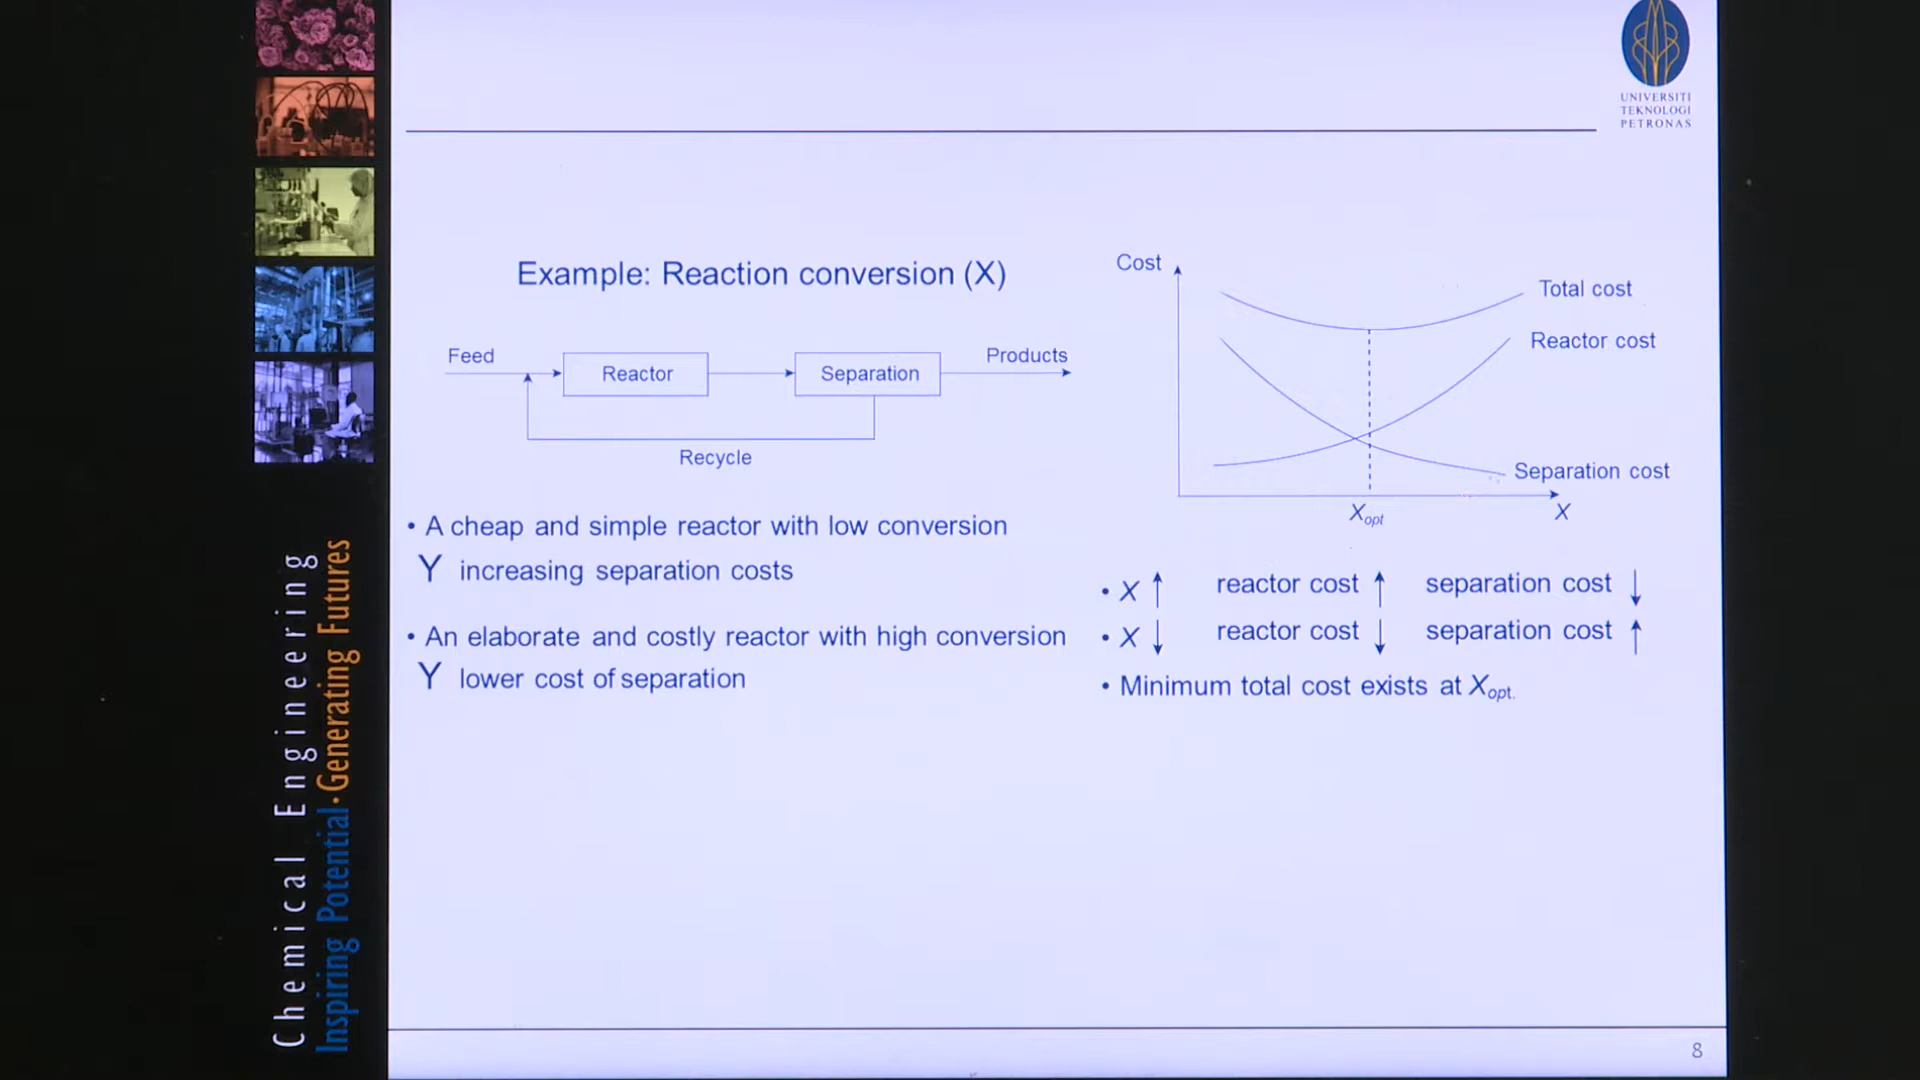 UNIVERSITI
TEKNOLOGI
PETRONAS
Example: Reaction conversion (X)
Feed
Reactor
Separation
Products
Recycle
• A cheap and simple reactor with low conversion
Y increasing separation costs
• An elaborate and costly reactor with high conversion
Y lower cost of separation
Cost
Total cost
Reactor cost
Separation cost
Xopt
X
• X ↑ reactor cost ↑ separation cost ↓
• X ↓ reactor cost ↓ separation cost ↑
• Minimum total cost exists at Xopt.
Chemical Engineering
Inspiring Potential·Generating Futures
8